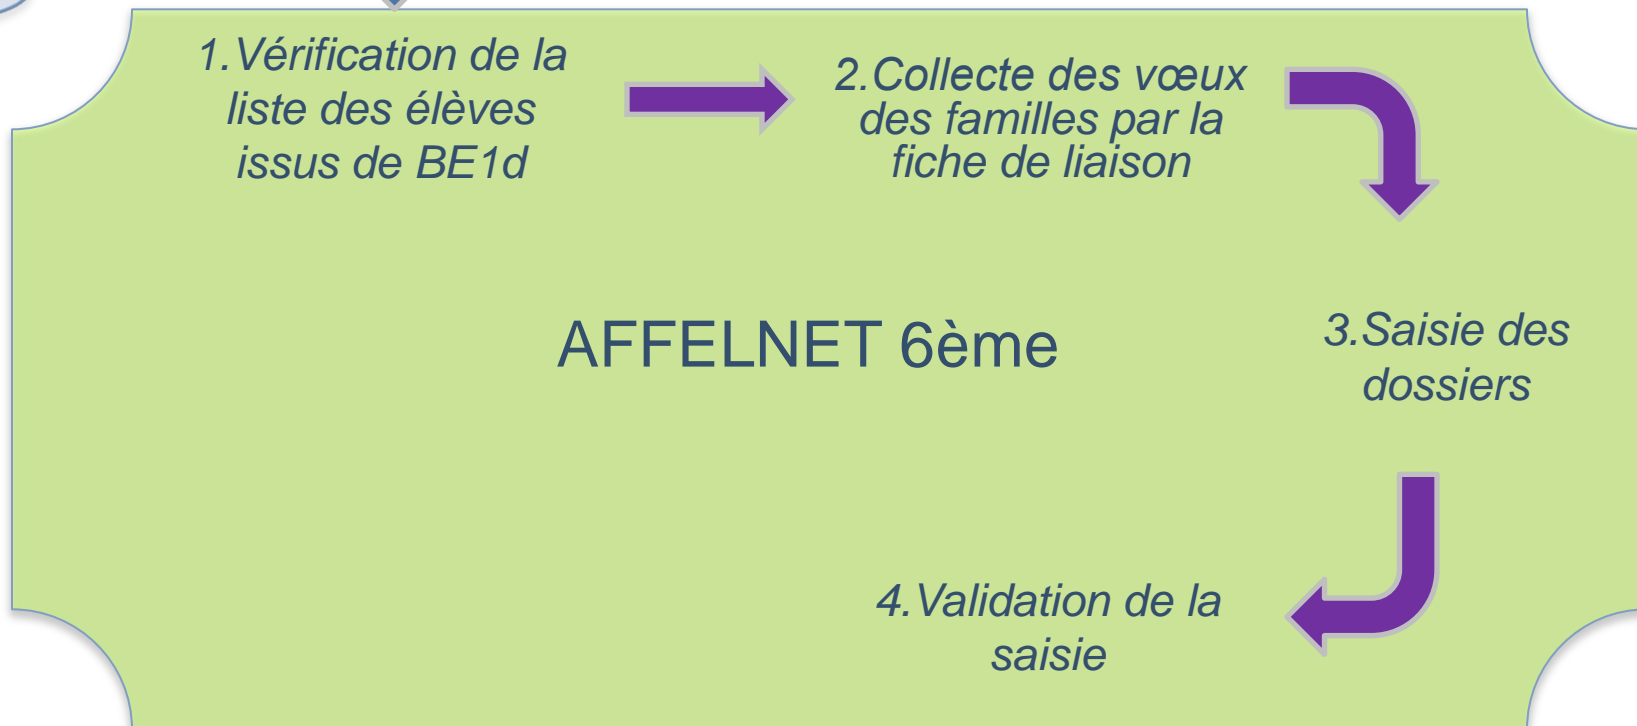 1.Vérification de la
liste des élèves
issus de BE1d
2.Collecte des vœux
des familles par la
fiche de liaison
AFFELNET 6ème
3.Saisie des
dossiers
4.Validation de la
saisie